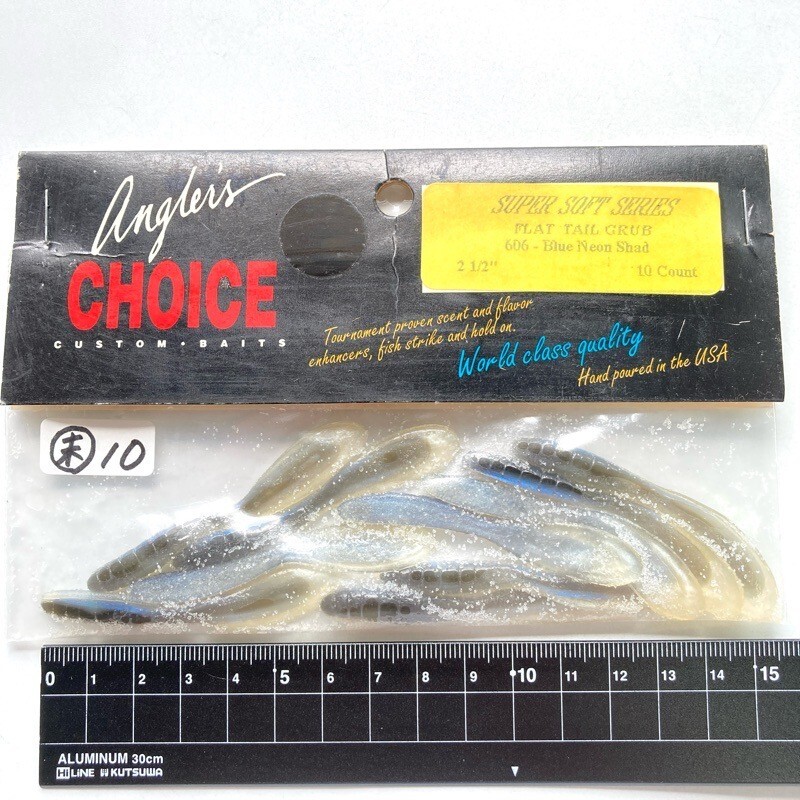 Angler's
CHOICE
CUSTOM • BAITS
SUPER SOFT SERIES
FLAT TAIL GRUB
606 - Blue Neon Shad
2 1/2" 10 Count
Tournament proven scent and flavor
enhancers, fish strike and hold on.
World class quality
Hand poured in the USA
未10
0 1 2 3 4 5 6 7 8 9 10 11 12 13 14 15
ALUMINUM 30cm
HiLiNE KUTSUWA